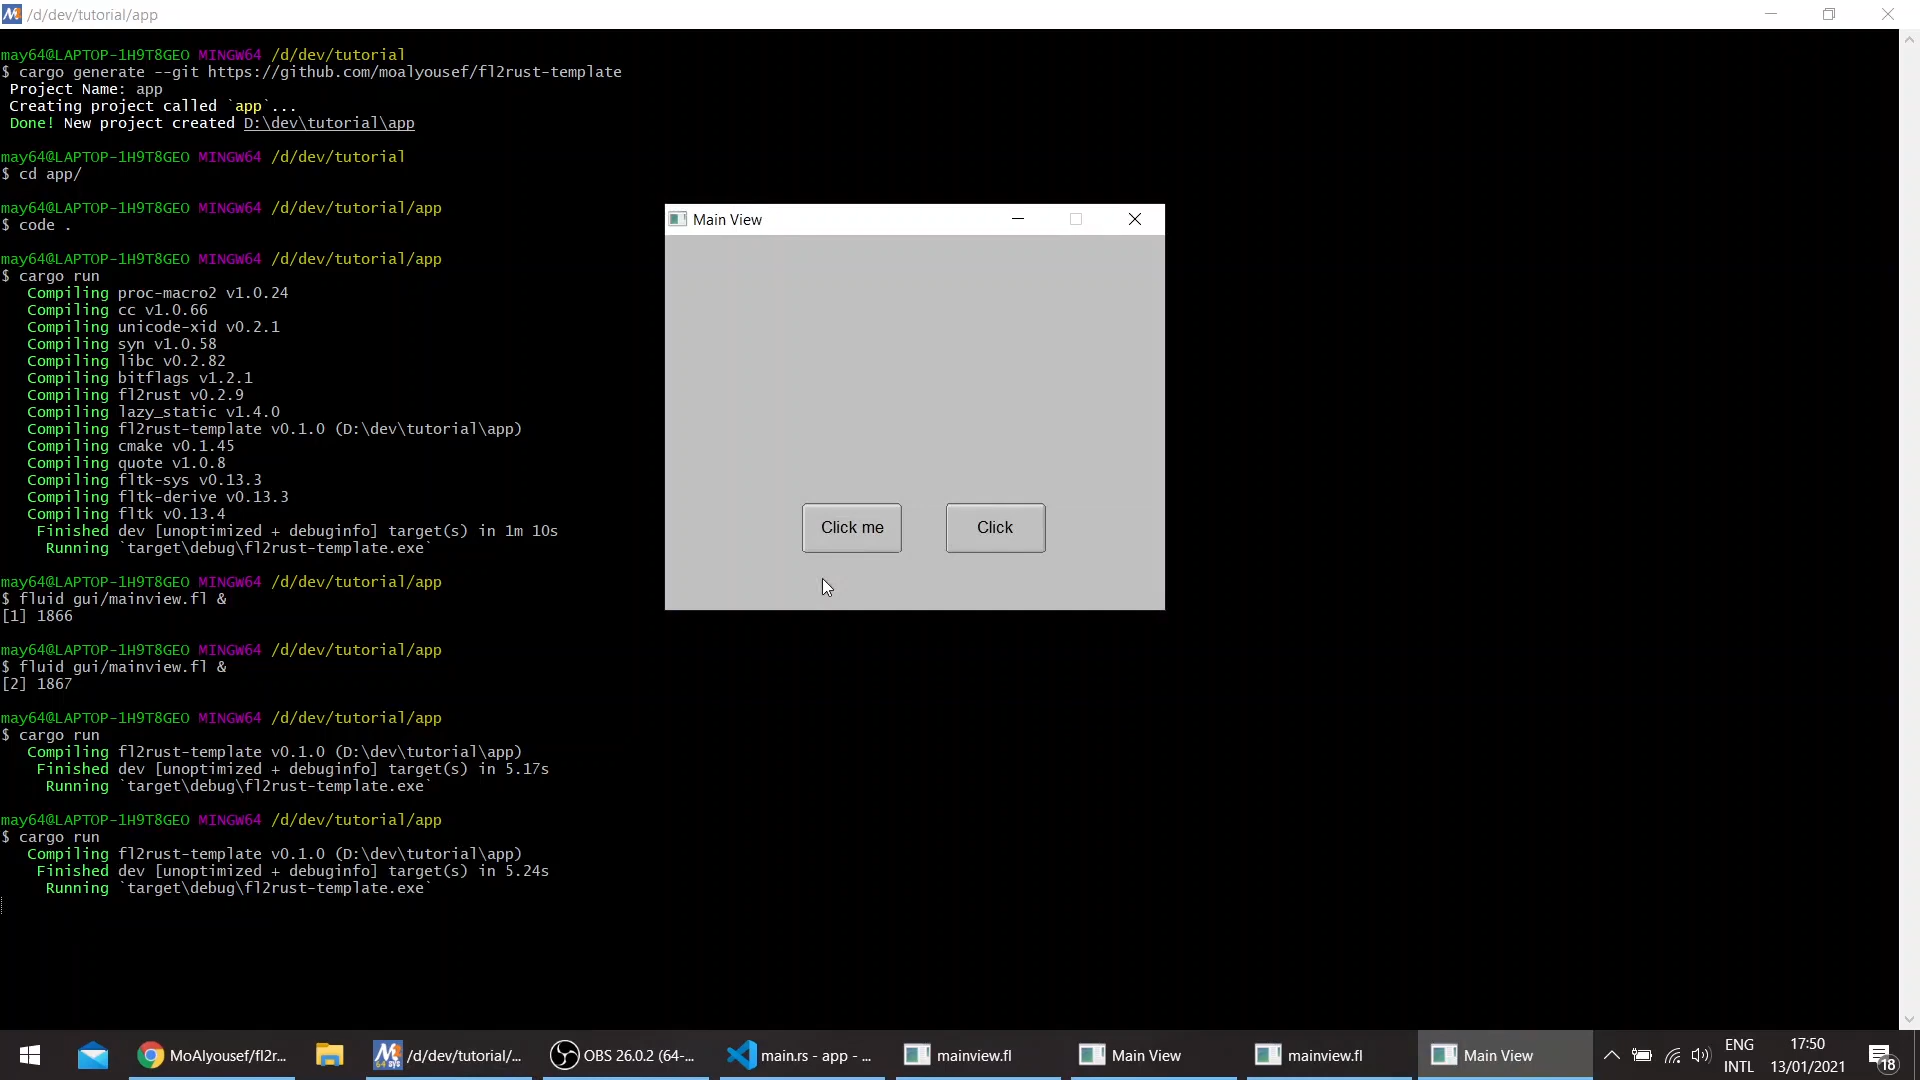 /d/dev/tutorial/app
may64@LAPTOP-1H9T8GEO MINGW64 /d/dev/tutorial
$ cargo generate --git https://github.com/moalyousef/fl2rust-template
Project Name: app
Creating project called `app`...
Done! New project created D:\dev\tutorial\app
may64@LAPTOP-1H9T8GEO MINGW64 /d/dev/tutorial
$ cd app/
may64@LAPTOP-1H9T8GEO MINGW64 /d/dev/tutorial/app
$ code .
may64@LAPTOP-1H9T8GEO MINGW64 /d/dev/tutorial/app
$ cargo run
Compiling proc-macro2 v1.0.24
Compiling cc v1.0.66
Compiling unicode-xid v0.2.1
Compiling syn v1.0.58
Compiling libc v0.2.82
Compiling bitflags v1.2.1
Compiling fl2rust v0.2.9
Compiling lazy_static v1.4.0
Compiling fl2rust-template v0.1.0 (D:\dev\tutorial\app)
Compiling cmake v0.1.45
Compiling quote v1.0.8
Compiling fltk-sys v0.13.3
Compiling fltk-derive v0.13.3
Compiling fltk v0.13.4
Finished dev [unoptimized + debuginfo] target(s) in 1m 10s
Running `target\debug\fl2rust-template.exe`
may64@LAPTOP-1H9T8GEO MINGW64 /d/dev/tutorial/app
$ fluid gui/mainview.fl &
[1] 1866
may64@LAPTOP-1H9T8GEO MINGW64 /d/dev/tutorial/app
$ fluid gui/mainview.fl &
[2] 1867
may64@LAPTOP-1H9T8GEO MINGW64 /d/dev/tutorial/app
$ cargo run
Compiling fl2rust-template v0.1.0 (D:\dev\tutorial\app)
Finished dev [unoptimized + debuginfo] target(s) in 5.17s
Running `target\debug\fl2rust-template.exe`
may64@LAPTOP-1H9T8GEO MINGW64 /d/dev/tutorial/app
$ cargo run
Compiling fl2rust-template v0.1.0 (D:\dev\tutorial\app)
Finished dev [unoptimized + debuginfo] target(s) in 5.24s
Running `target\debug\fl2rust-template.exe`
Main View
Click me
Click
MoAlyousef/fl2r...
/d/dev/tutorial/...
OBS 26.0.2 (64-...
main.rs - app - ...
mainview.fl
Main View
mainview.fl
Main View
ENG
INTL
17:50
13/01/2021
18